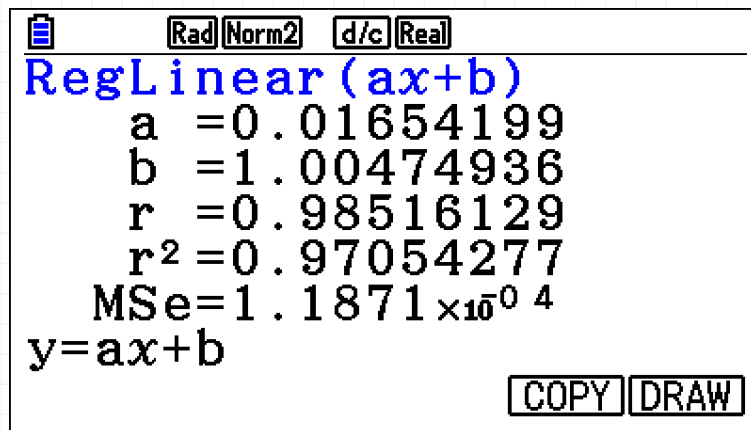 Rad Norm2 d/c Real
RegLinear(ax+b)
a =0.01654199
b =1.00474936
r =0.98516129
r²=0.97054277
MSe=1.1871×10⁻⁰⁴
y=ax+b
COPY DRAW